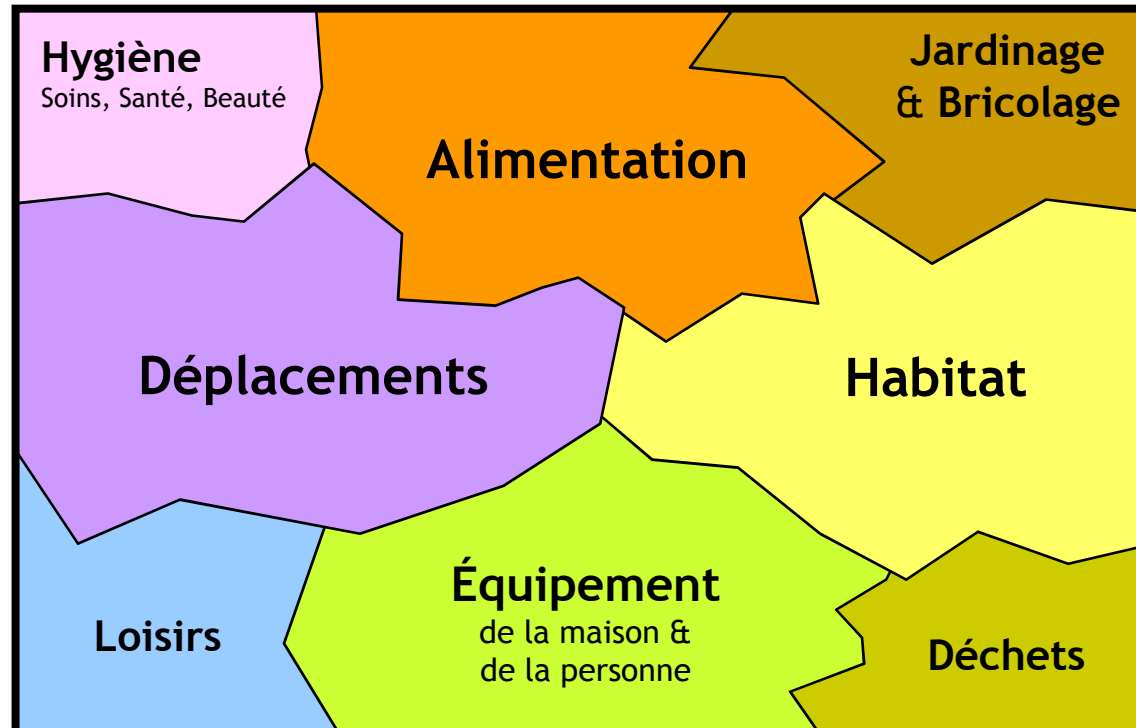 Hygiène
Soins, Santé, Beauté
Alimentation
Jardinage
& Bricolage
Déplacements
Habitat
Loisirs
Équipement
de la maison &
de la personne
Déchets